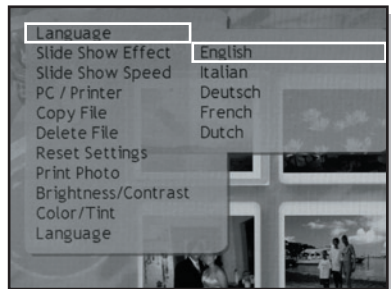 Language
Slide Show Effect
Slide Show Speed
PC / Printer
Copy File
Delete File
Reset Settings
Print Photo
Brightness/Contrast
Color/Tint
Language
English
Italian
Deutsch
French
Dutch